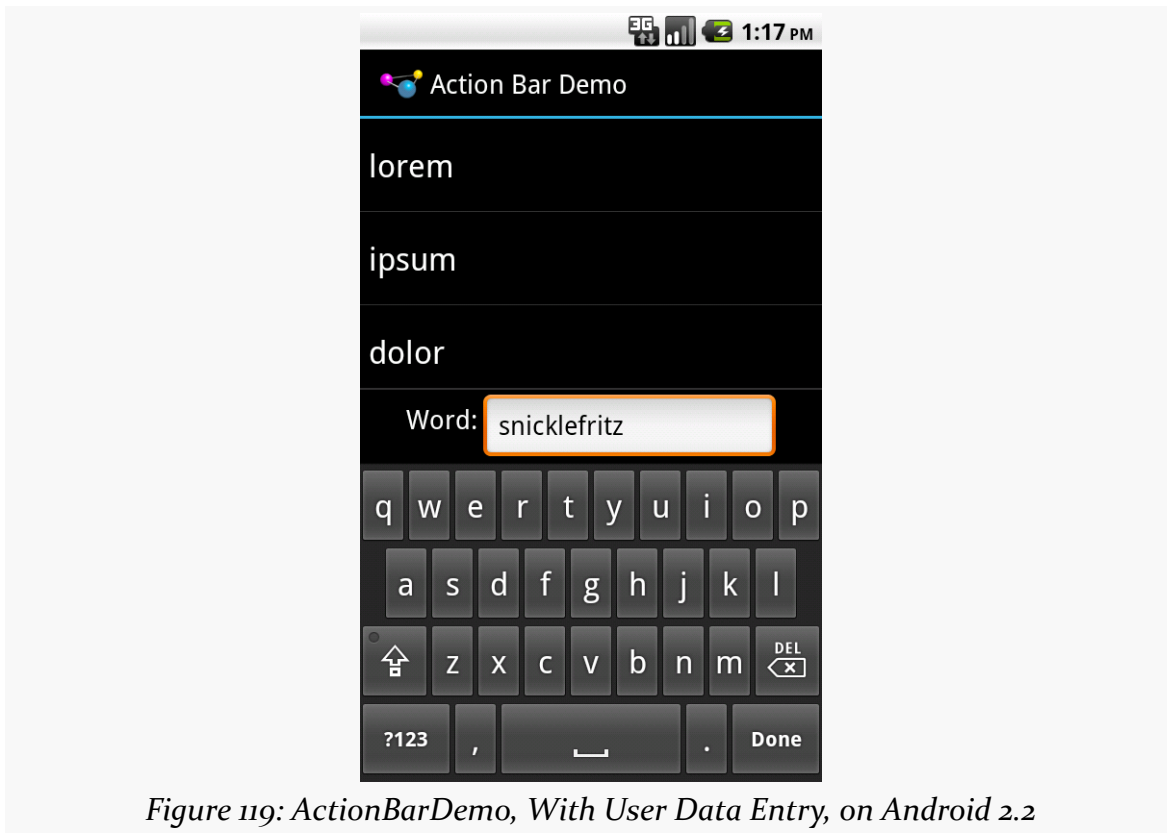 3G 1:17 PM
Action Bar Demo
lorem
ipsum
dolor
Word: snicklefritz
q w e r t y u i o p
a s d f g h j k l
z x c v b n m DEL
?123 , . Done
Figure 119: ActionBarDemo, With User Data Entry, on Android 2.2